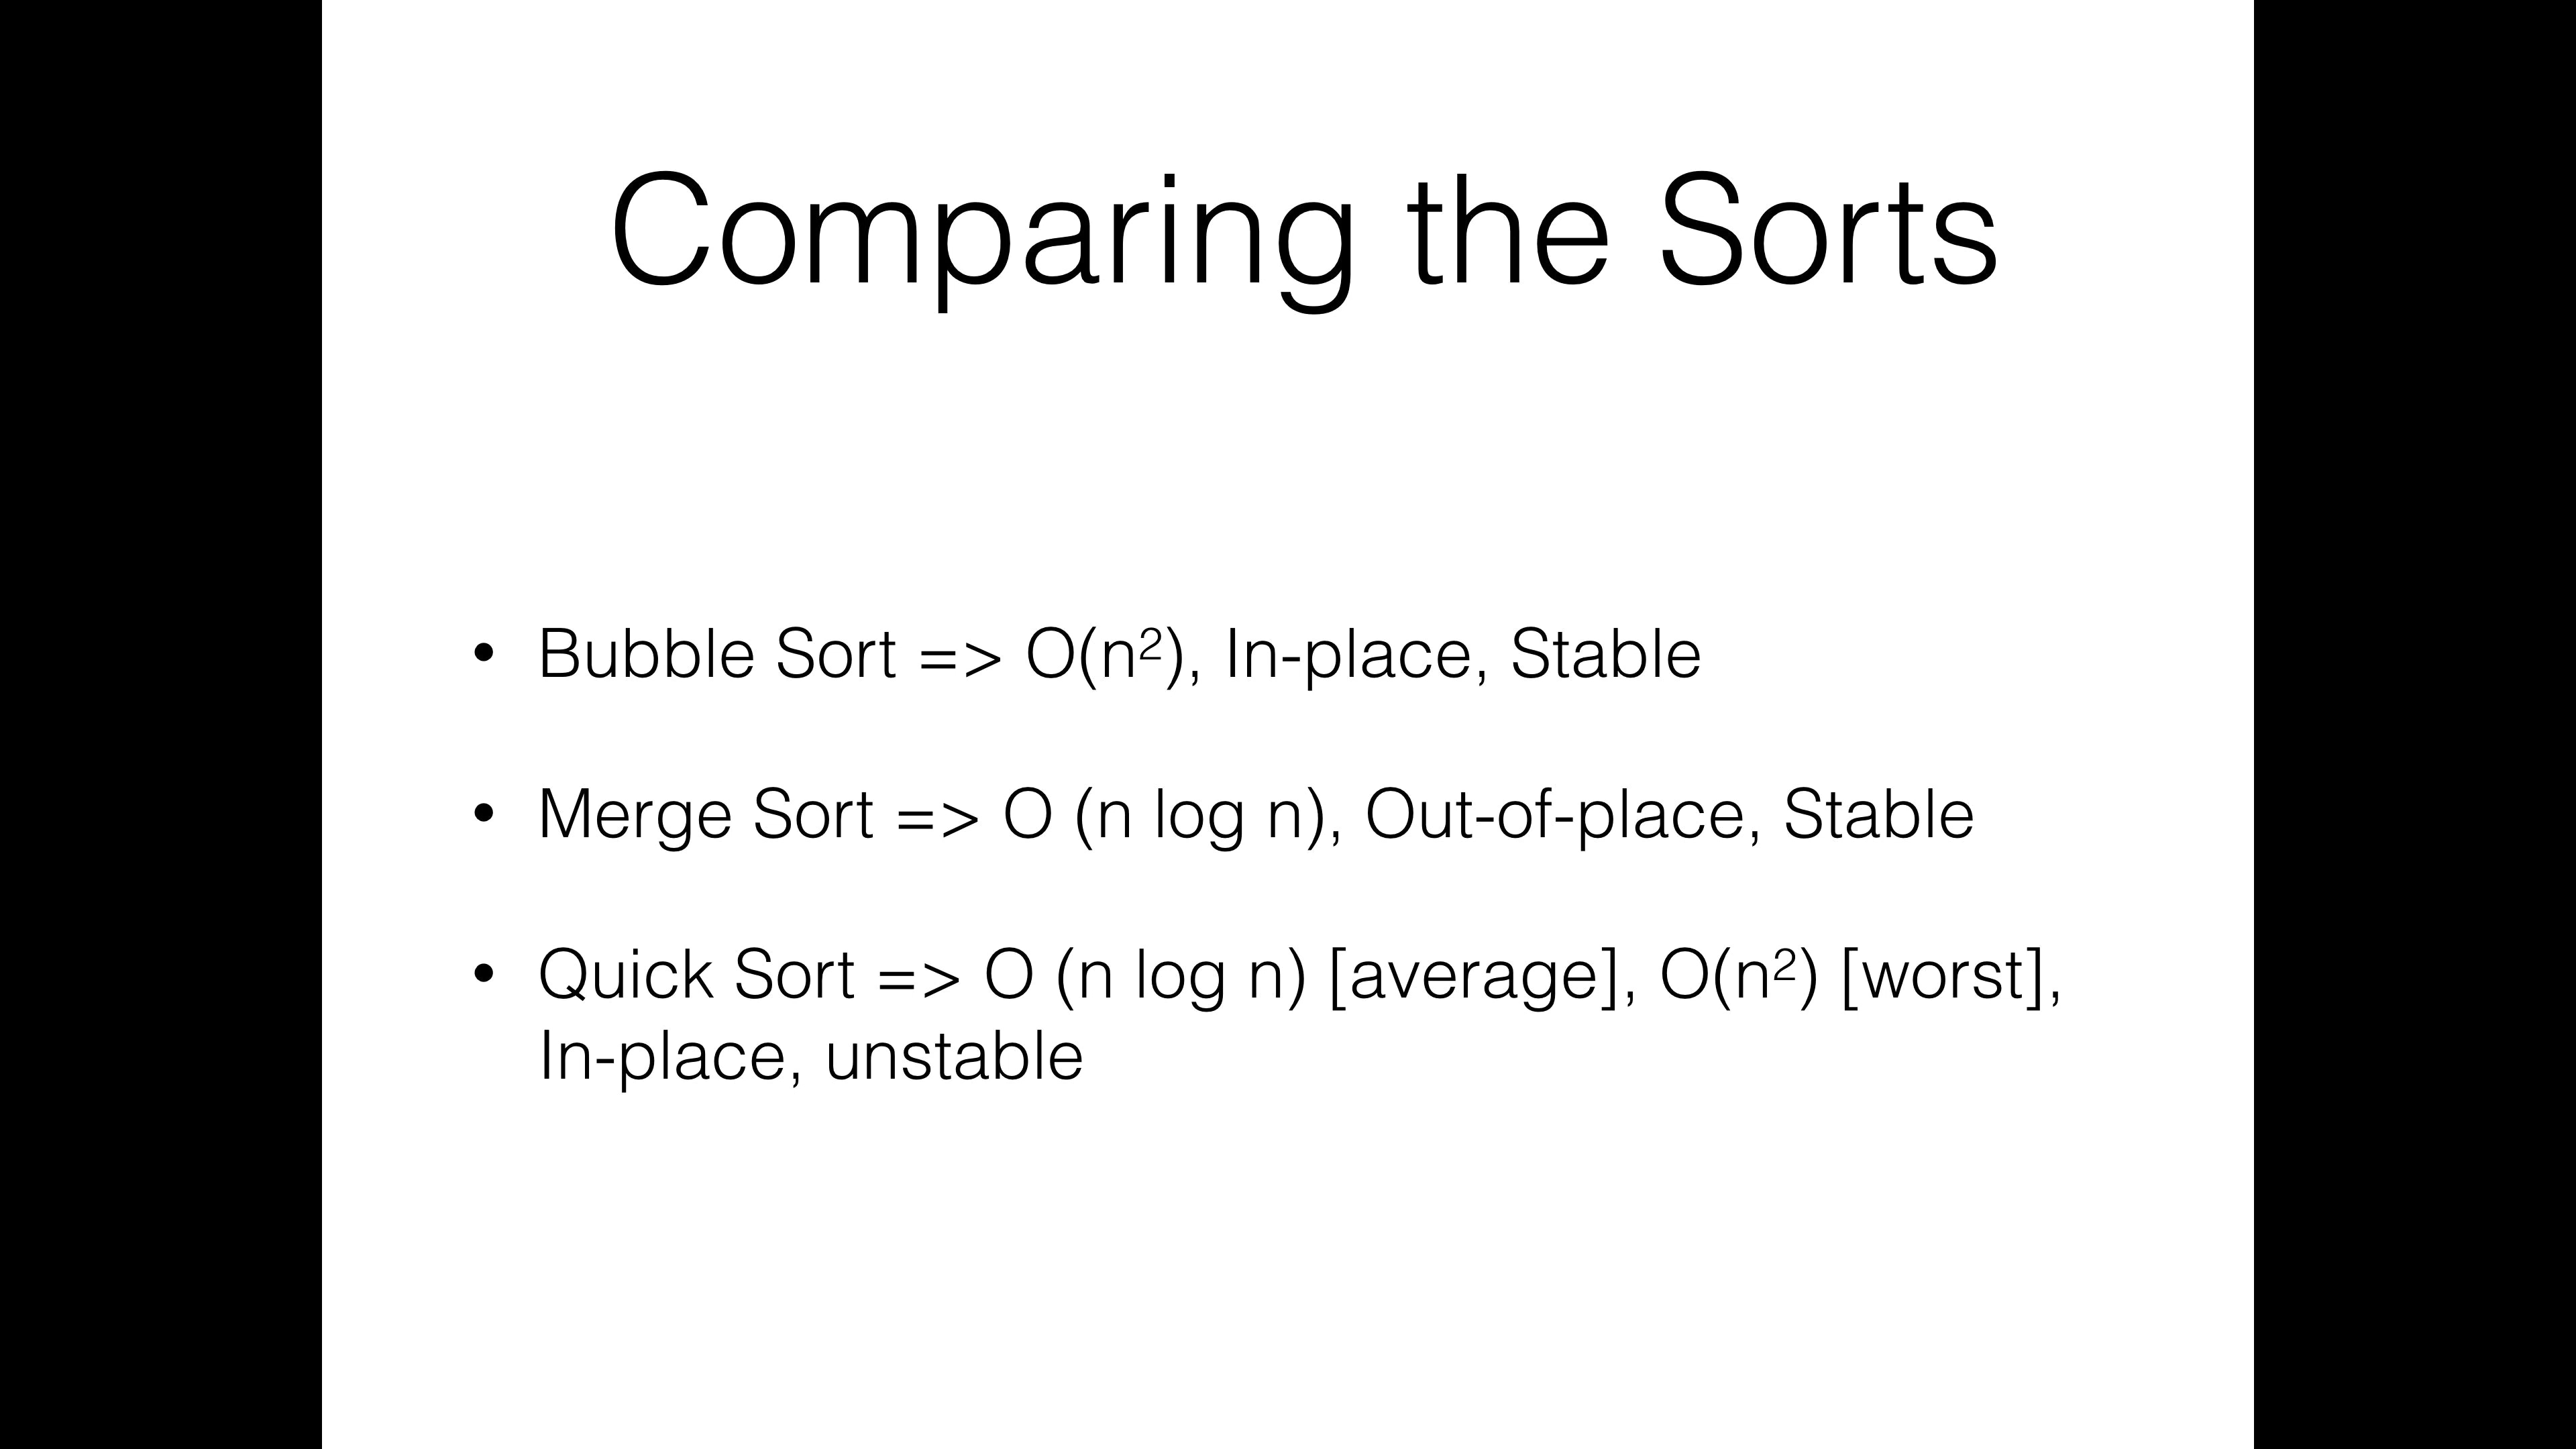 Comparing the Sorts
• Bubble Sort => O(n²), In-place, Stable
• Merge Sort => O (n log n), Out-of-place, Stable
• Quick Sort => O (n log n) [average], O(n²) [worst],
In-place, unstable